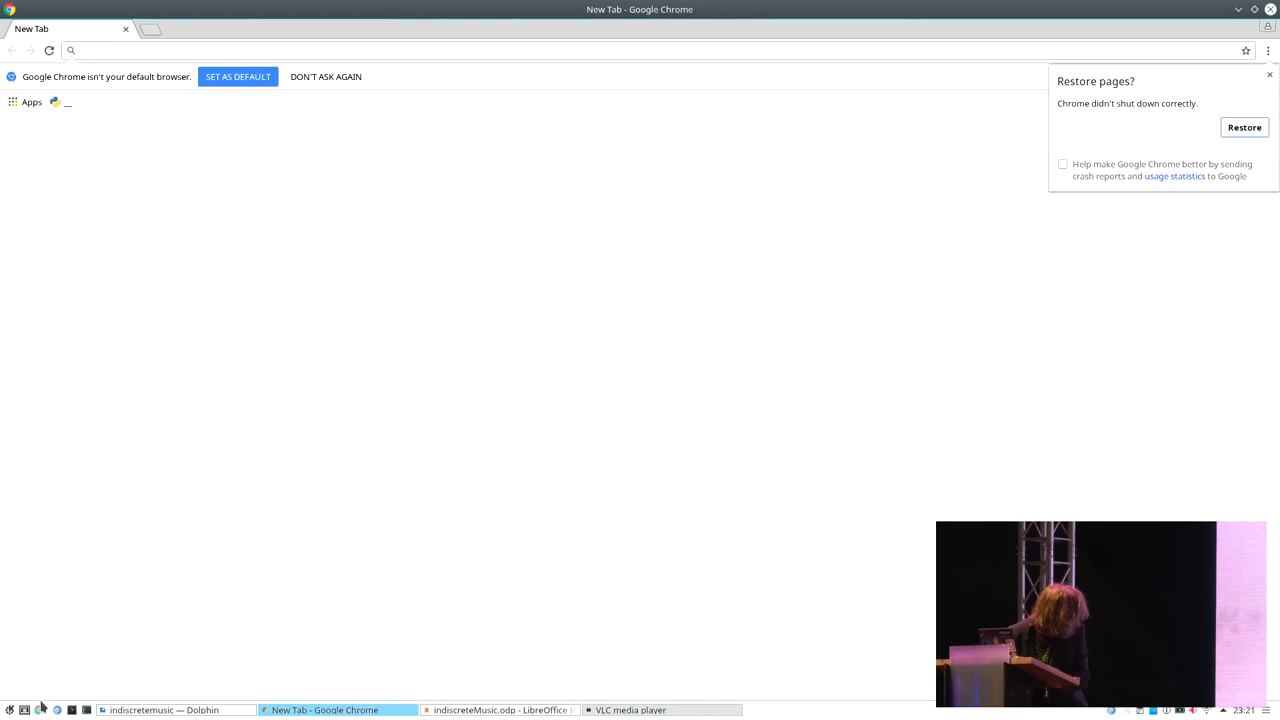 New Tab - Google Chrome
New Tab
Google Chrome isn't your default browser. SET AS DEFAULT DON'T ASK AGAIN
Apps __
Restore pages?
Chrome didn't shut down correctly.
Restore
Help make Google Chrome better by sending
crash reports and usage statistics to Google
indiscretemusic — Dolphin
New Tab - Google Chrome
indiscreteMusic.odp - LibreOffice I
VLC media player
23:21